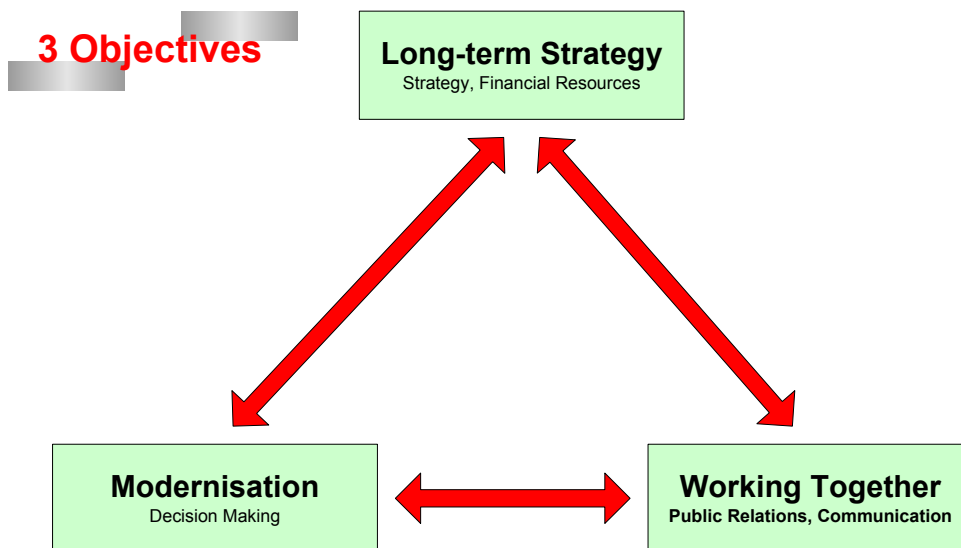 3 Objectives
Long-term Strategy
Strategy, Financial Resources
Modernisation
Decision Making
Working Together
Public Relations, Communication